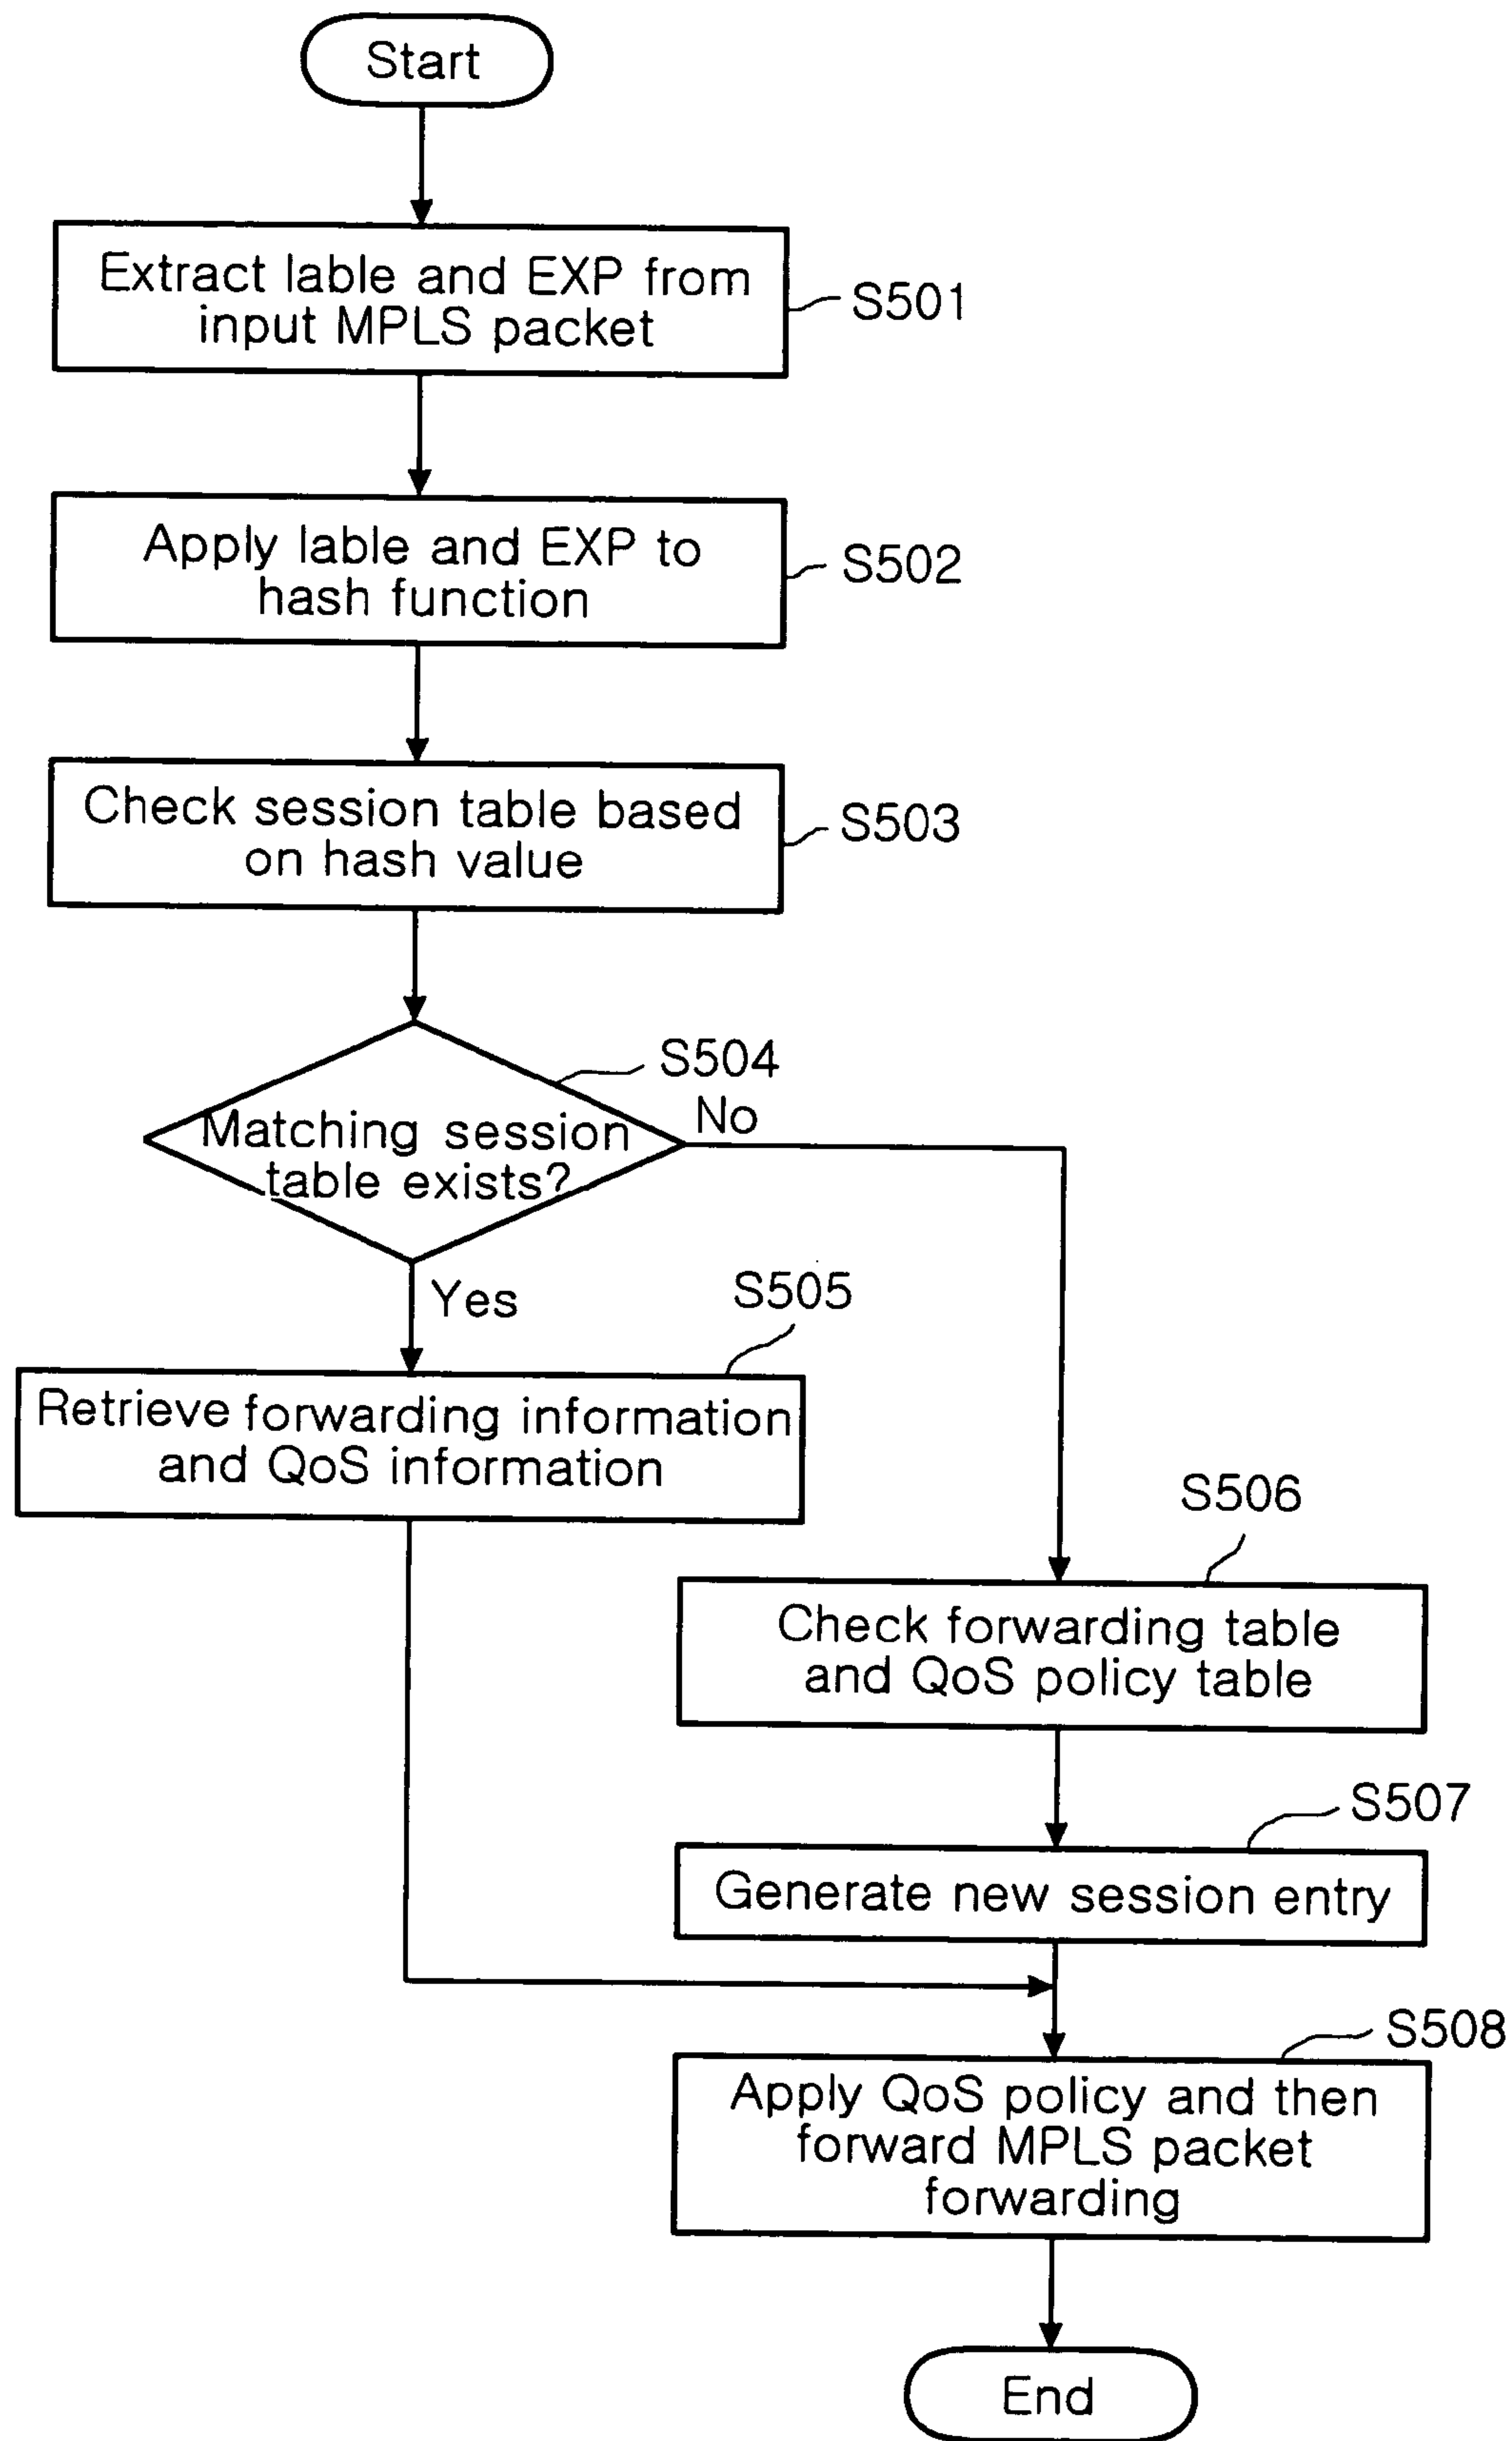 Start
Extract lable and EXP from
input MPLS packet
S501
Apply lable and EXP to
hash function
S502
Check session table based
on hash value
S503
S504
Matching session
table exists?
No
Yes
S505
Retrieve forwarding information
and QoS information
S506
Check forwarding table
and QoS policy table
S507
Generate new session entry
S508
Apply QoS policy and then
forward MPLS packet
forwarding
End